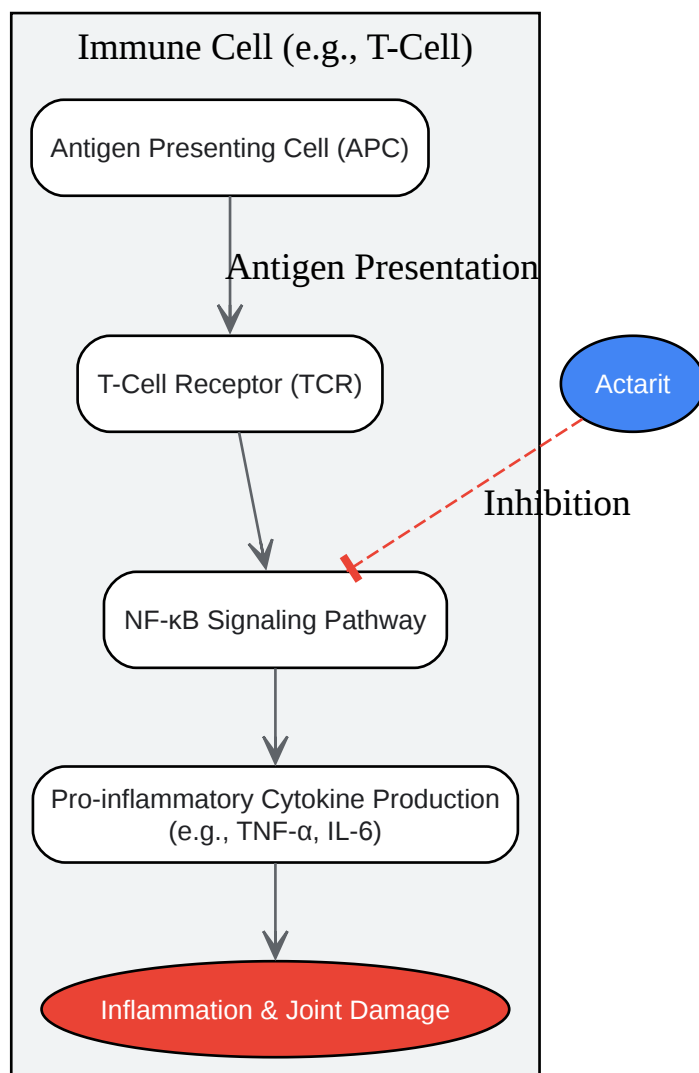 Immune Cell (e.g., T-Cell)
Antigen Presenting Cell (APC)
Antigen Presentation
T-Cell Receptor (TCR)
Actarit
Inhibition
NF-κB Signaling Pathway
Pro-inflammatory Cytokine Production
(e.g., TNF-α, IL-6)
Inflammation & Joint Damage